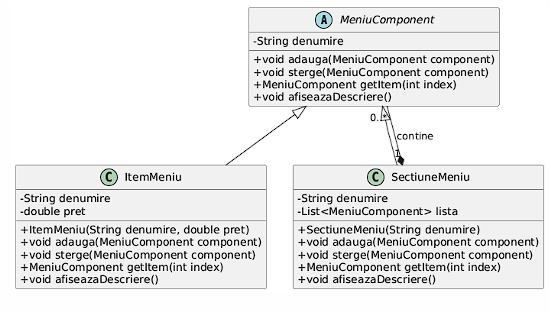 A MeniuComponent
-String denumire
+void adauga(MeniuComponent component)
+void sterge(MeniuComponent component)
+MeniuComponent getItem(int index)
+void afiseazaDescriere()
0..*
contine
1
C ItemMeniu
-String denumire
-double pret
+ItemMeniu(String denumire, double pret)
+void adauga(MeniuComponent component)
+void sterge(MeniuComponent component)
+MeniuComponent getItem(int index)
+void afiseazaDescriere()
C SectiuneMeniu
-String denumire
-List<MeniuComponent> lista
+SectiuneMeniu(String denumire)
+void adauga(MeniuComponent component)
+void sterge(MeniuComponent component)
+MeniuComponent getItem(int index)
+void afiseazaDescriere()